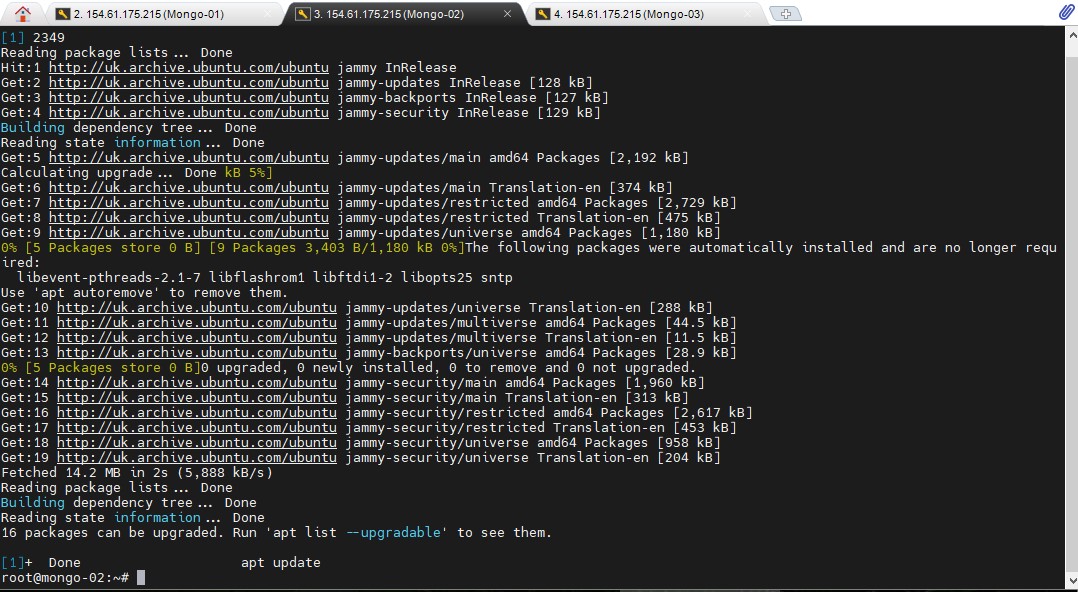 2. 154.61.175.215 (Mongo-01)
3. 154.61.175.215 (Mongo-02)
4. 154.61.175.215 (Mongo-03)
[1] 2349
Reading package lists... Done
Hit:1 http://uk.archive.ubuntu.com/ubuntu jammy InRelease
Get:2 http://uk.archive.ubuntu.com/ubuntu jammy-updates InRelease [128 kB]
Get:3 http://uk.archive.ubuntu.com/ubuntu jammy-backports InRelease [127 kB]
Get:4 http://uk.archive.ubuntu.com/ubuntu jammy-security InRelease [129 kB]
Building dependency tree... Done
Reading state information... Done
Get:5 http://uk.archive.ubuntu.com/ubuntu jammy-updates/main amd64 Packages [2,192 kB]
Calculating upgrade... Done kB 5%]
Get:6 http://uk.archive.ubuntu.com/ubuntu jammy-updates/main Translation-en [374 kB]
Get:7 http://uk.archive.ubuntu.com/ubuntu jammy-updates/restricted amd64 Packages [2,729 kB]
Get:8 http://uk.archive.ubuntu.com/ubuntu jammy-updates/restricted Translation-en [475 kB]
Get:9 http://uk.archive.ubuntu.com/ubuntu jammy-updates/universe amd64 Packages [1,180 kB]
0% [5 Packages store 0 B] [9 Packages 3,403 B/1,180 kB 0%]The following packages were automatically installed and are no longer requ
ired:
  libevent-pthreads-2.1-7 libflashrom1 libftdi1-2 libopts25 sntp
Use 'apt autoremove' to remove them.
Get:10 http://uk.archive.ubuntu.com/ubuntu jammy-updates/universe Translation-en [288 kB]
Get:11 http://uk.archive.ubuntu.com/ubuntu jammy-updates/multiverse amd64 Packages [44.5 kB]
Get:12 http://uk.archive.ubuntu.com/ubuntu jammy-updates/multiverse Translation-en [11.5 kB]
Get:13 http://uk.archive.ubuntu.com/ubuntu jammy-backports/universe amd64 Packages [28.9 kB]
0% [5 Packages store 0 B]0 upgraded, 0 newly installed, 0 to remove and 0 not upgraded.
Get:14 http://uk.archive.ubuntu.com/ubuntu jammy-security/main amd64 Packages [1,960 kB]
Get:15 http://uk.archive.ubuntu.com/ubuntu jammy-security/main Translation-en [313 kB]
Get:16 http://uk.archive.ubuntu.com/ubuntu jammy-security/restricted amd64 Packages [2,617 kB]
Get:17 http://uk.archive.ubuntu.com/ubuntu jammy-security/restricted Translation-en [453 kB]
Get:18 http://uk.archive.ubuntu.com/ubuntu jammy-security/universe amd64 Packages [958 kB]
Get:19 http://uk.archive.ubuntu.com/ubuntu jammy-security/universe Translation-en [204 kB]
Fetched 14.2 MB in 2s (5,888 kB/s)
Reading package lists... Done
Building dependency tree... Done
Reading state information... Done
16 packages can be upgraded. Run 'apt list --upgradable' to see them.
[1]+  Done                    apt update
root@mongo-02:~#